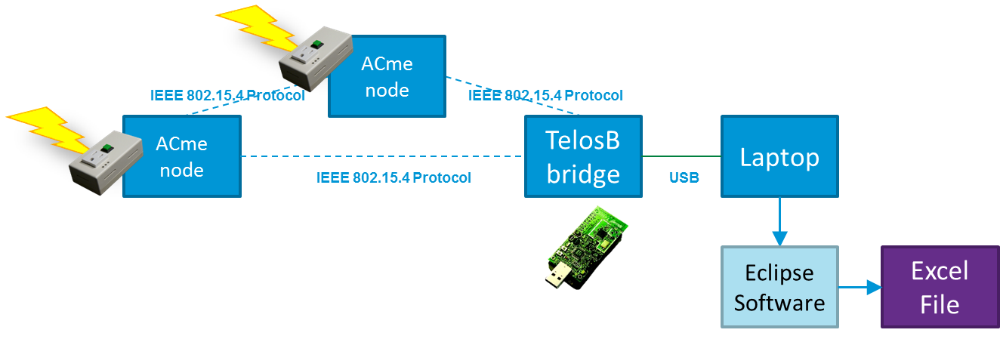 ACme
node
IEEE 802.15.4 Protocol
IEEE 802.15.4 Protocol
ACme
node
TelosB
bridge
Laptop
IEEE 802.15.4 Protocol
USB
Eclipse
Software
Excel
File